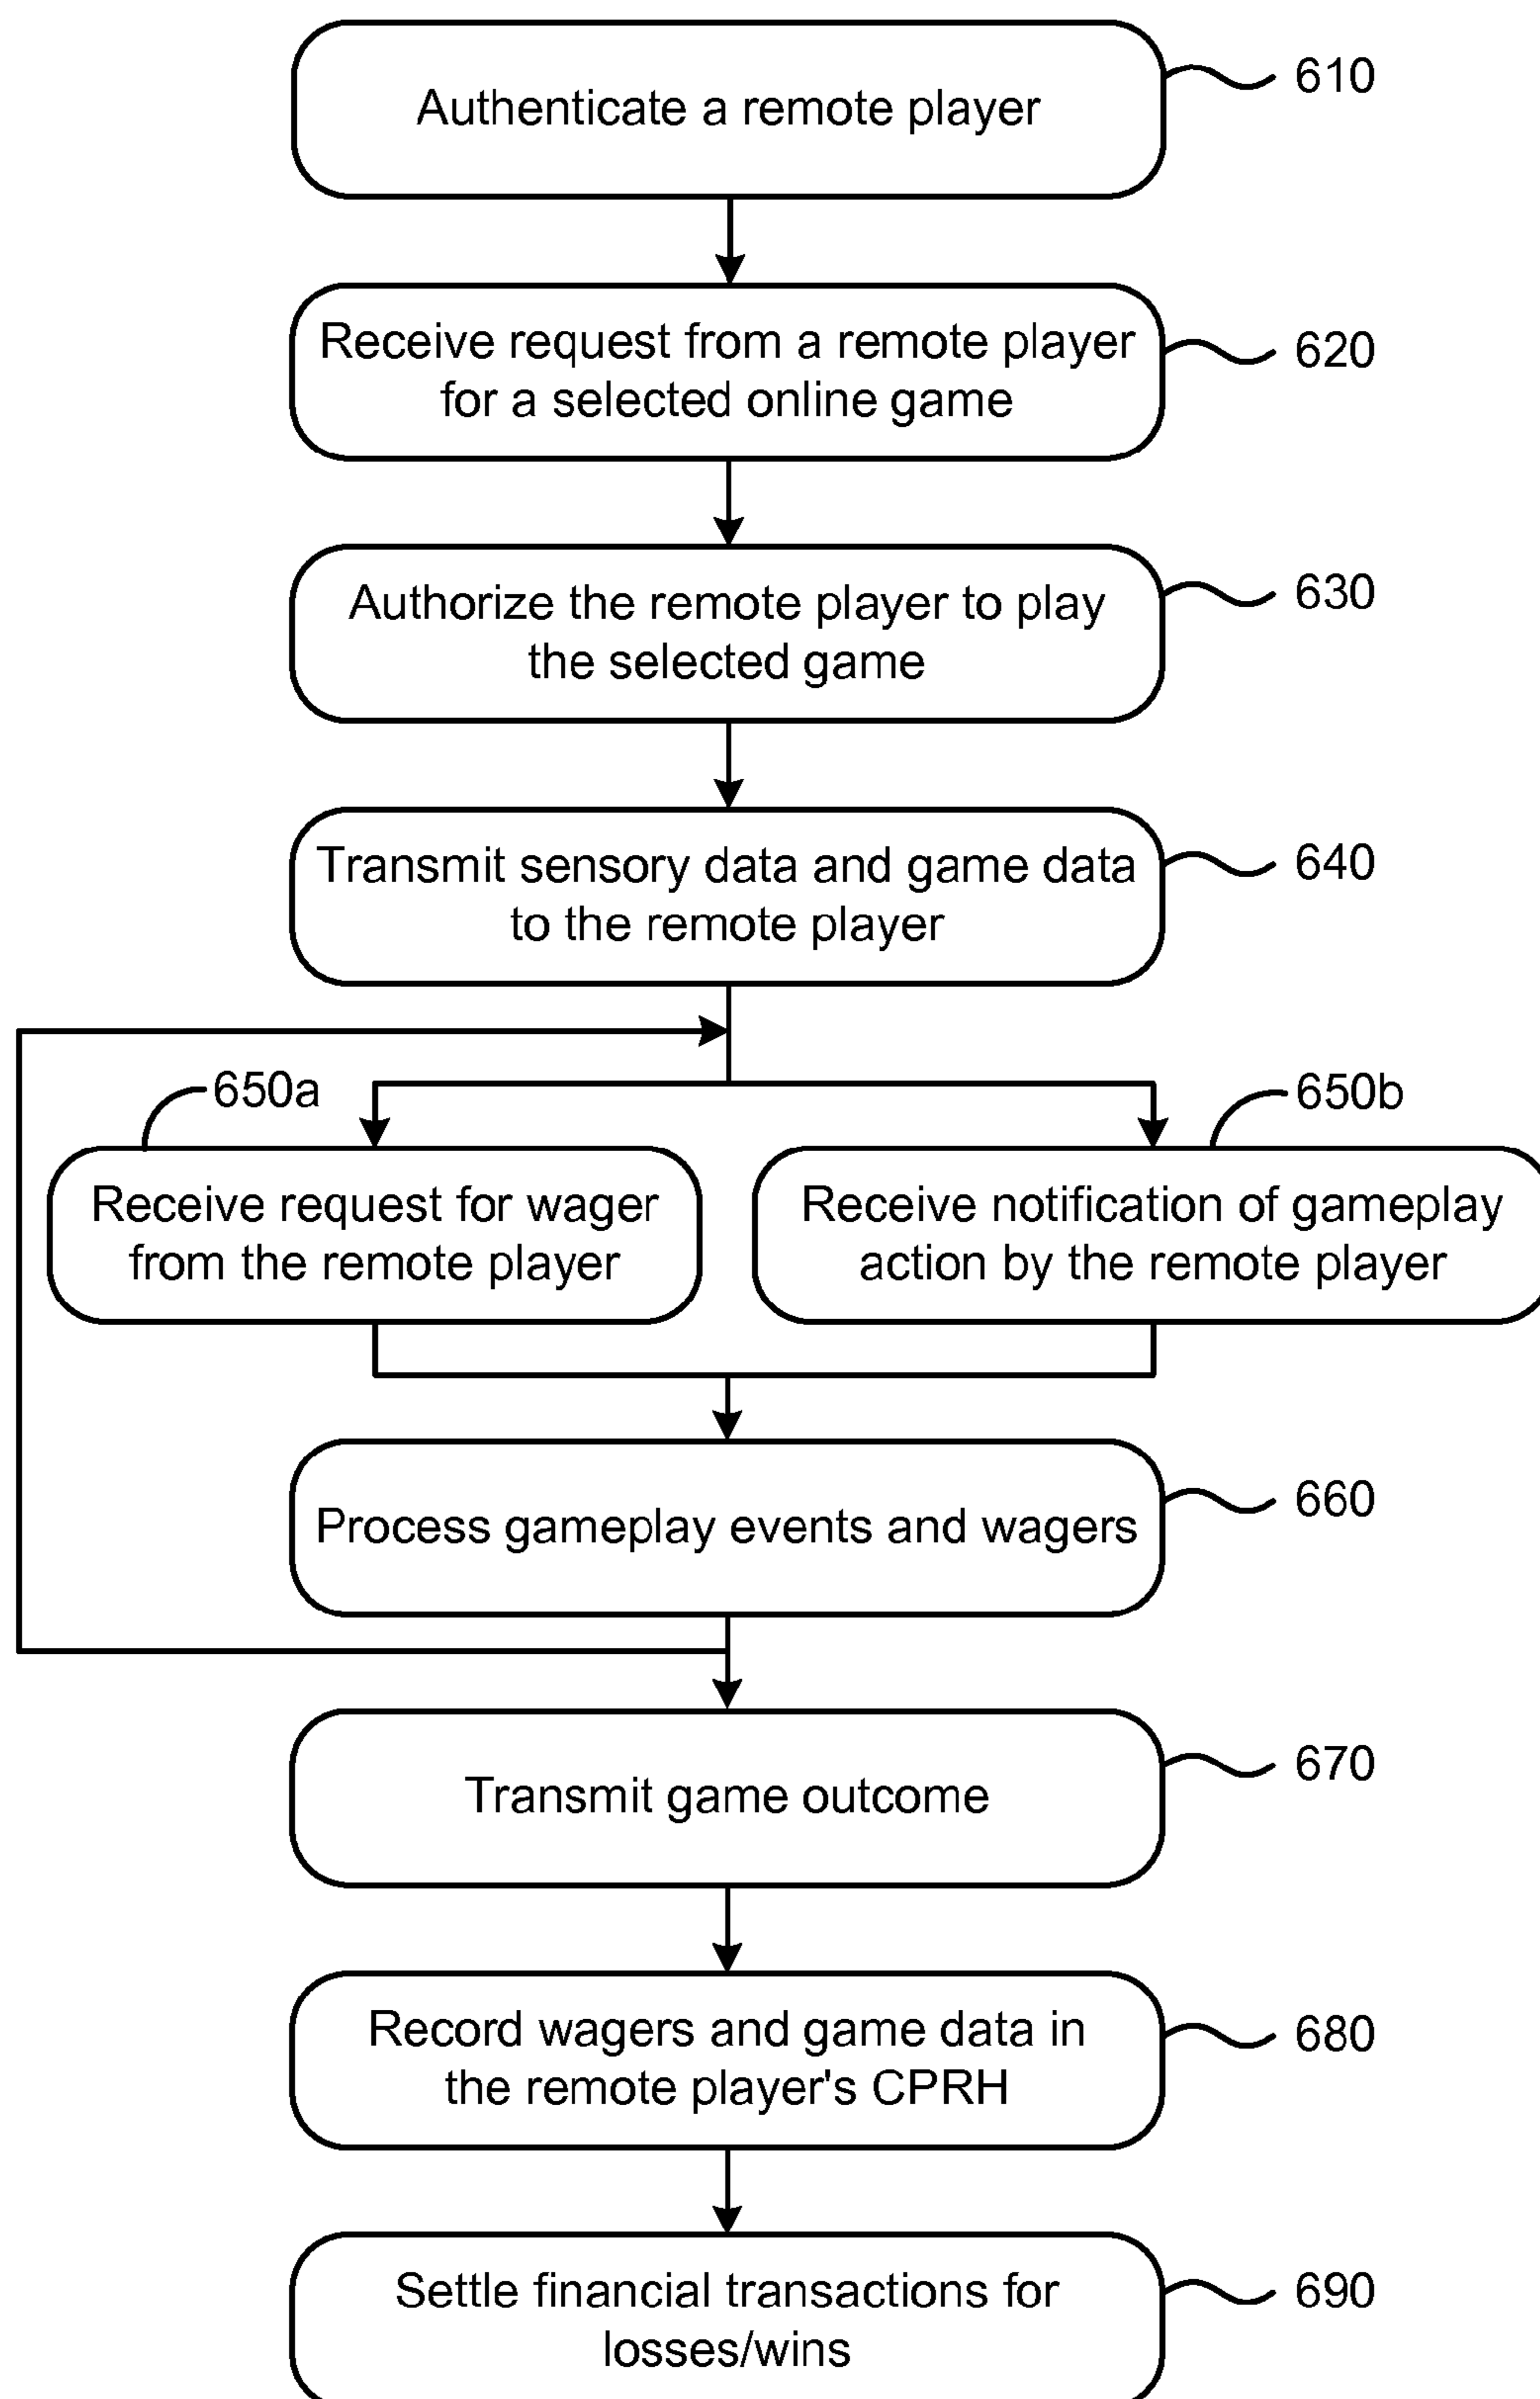 Authenticate a remote player
610
Receive request from a remote player
for a selected online game
620
Authorize the remote player to play
the selected game
630
Transmit sensory data and game data
to the remote player
640
650a
650b
Receive request for wager
from the remote player
Receive notification of gameplay
action by the remote player
Process gameplay events and wagers
660
Transmit game outcome
670
Record wagers and game data in
the remote player's CPRH
680
Settle financial transactions for
losses/wins
690